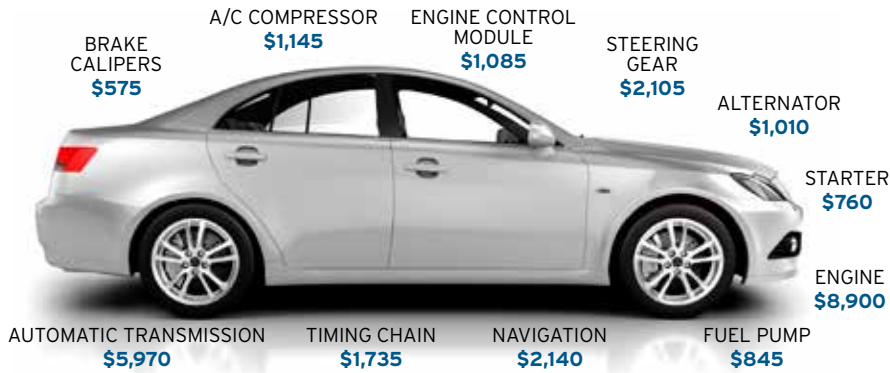 A/C COMPRESSOR
$1,145
ENGINE CONTROL
MODULE
$1,085
BRAKE
CALIPERS
$575
STEERING
GEAR
$2,105
ALTERNATOR
$1,010
STARTER
$760
ENGINE
$8,900
AUTOMATIC TRANSMISSION
$5,970
TIMING CHAIN
$1,735
NAVIGATION
$2,140
FUEL PUMP
$845